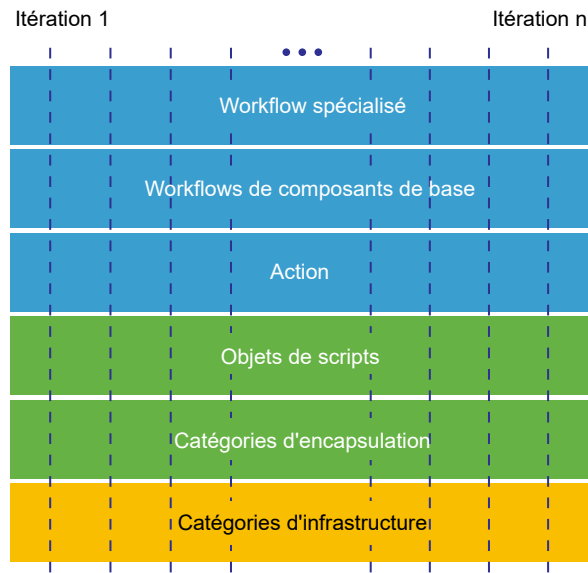 Itération 1
Itération n
...
Workflow spécialisé
Workflows de composants de base
Action
Objets de scripts
Catégories d'encapsulation
Catégories d'infrastructure